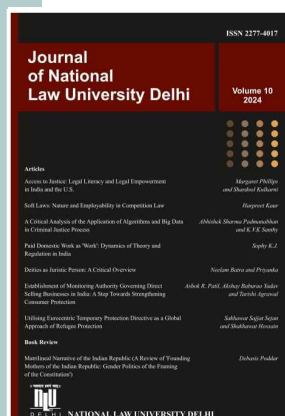 ISSN 2277-4017
Journal
of National
Law University Delhi
Volume 10
2024
Articles
Access to Justice: Legal Literacy and Legal Empowerment
in India and the U.S.
Margaret Phillips
and Shardool Kulkarni
Soft Laws: Nature and Employability in Competition Law
Harpreet Kaur
A Critical Analysis of the Application of Algorithms and Big Data
in Criminal Justice Process
Abhishek Sharma Padmanabhan
and K.V.K Santhy
Paid Domestic Work as 'Work': Dynamics of Theory and
Regulation in India
Sophy K.J.
Deities as Juristic Person: A Critical Overview
Neelam Batra and Priyanka
Establishment of Monitoring Authority Governing Direct
Selling Businesses in India: A Step Towards Strengthening
Consumer Protection
Ashok R. Patil, Akshay Baburao Yadav
and Tarishi Agrawal
Utilising Eurocentric Temporary Protection Directive as a Global
Approach of Refugee Protection
Sakhawat Sajjat Sejan
and Shakhawat Hossain
Book Review
Matrilineal Narrative of the Indian Republic (A Review of 'Founding
Mothers of the Indian Republic: Gender Politics of the Framing
of the Constitution')
Debasis Poddar
DELHI
NATIONAL LAW UNIVERSITY DELHI